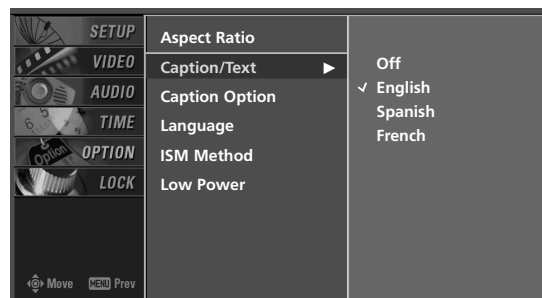 SETUP
VIDEO
AUDIO
TIME
Option
OPTION
LOCK
Move MENU Prev
Aspect Ratio
Caption/Text
Caption Option
Language
ISM Method
Low Power
Off
English
Spanish
French